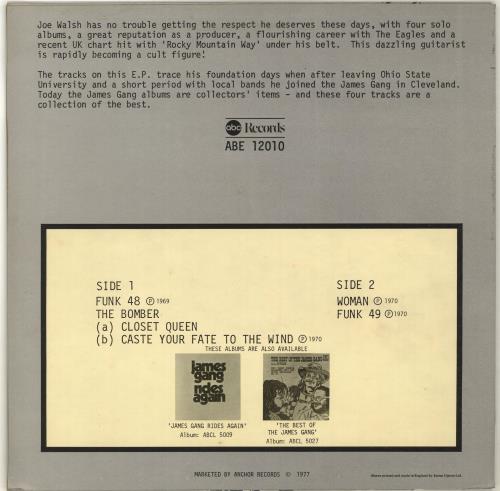 Joe Walsh has no trouble getting the respect he deserves these days, with four solo
albums, a great reputation as a producer, a flourishing career with The Eagles and a
recent UK chart hit with 'Rocky Mountain Way' under his belt.  This dazzling guitarist
is rapidly becoming a cult figure!
The tracks on this E.P. trace his foundation days when after leaving Ohio State
University and a short period with local bands he joined the James Gang in Cleveland.
Today the James Gang albums are collectors' items - and these four tracks are a
collection of the best.
abc Records
ABE 12010
SIDE 1
FUNK 48 ℗ 1969
THE BOMBER
(a) CLOSET QUEEN
(b) CASTE YOUR FATE TO THE WIND ℗ 1970
SIDE 2
WOMAN ℗ 1970
FUNK 49 ℗ 1970
THESE ALBUMS ARE ALSO AVAILABLE
james
gang
rides
again
THE BEST OF THE JAMES GANG
'JAMES GANG RIDES AGAIN'
Album: ABCL 5009
'THE BEST OF
THE JAMES GANG'
Album: ABCL 5027
MARKETED BY ANCHOR RECORDS © 1977